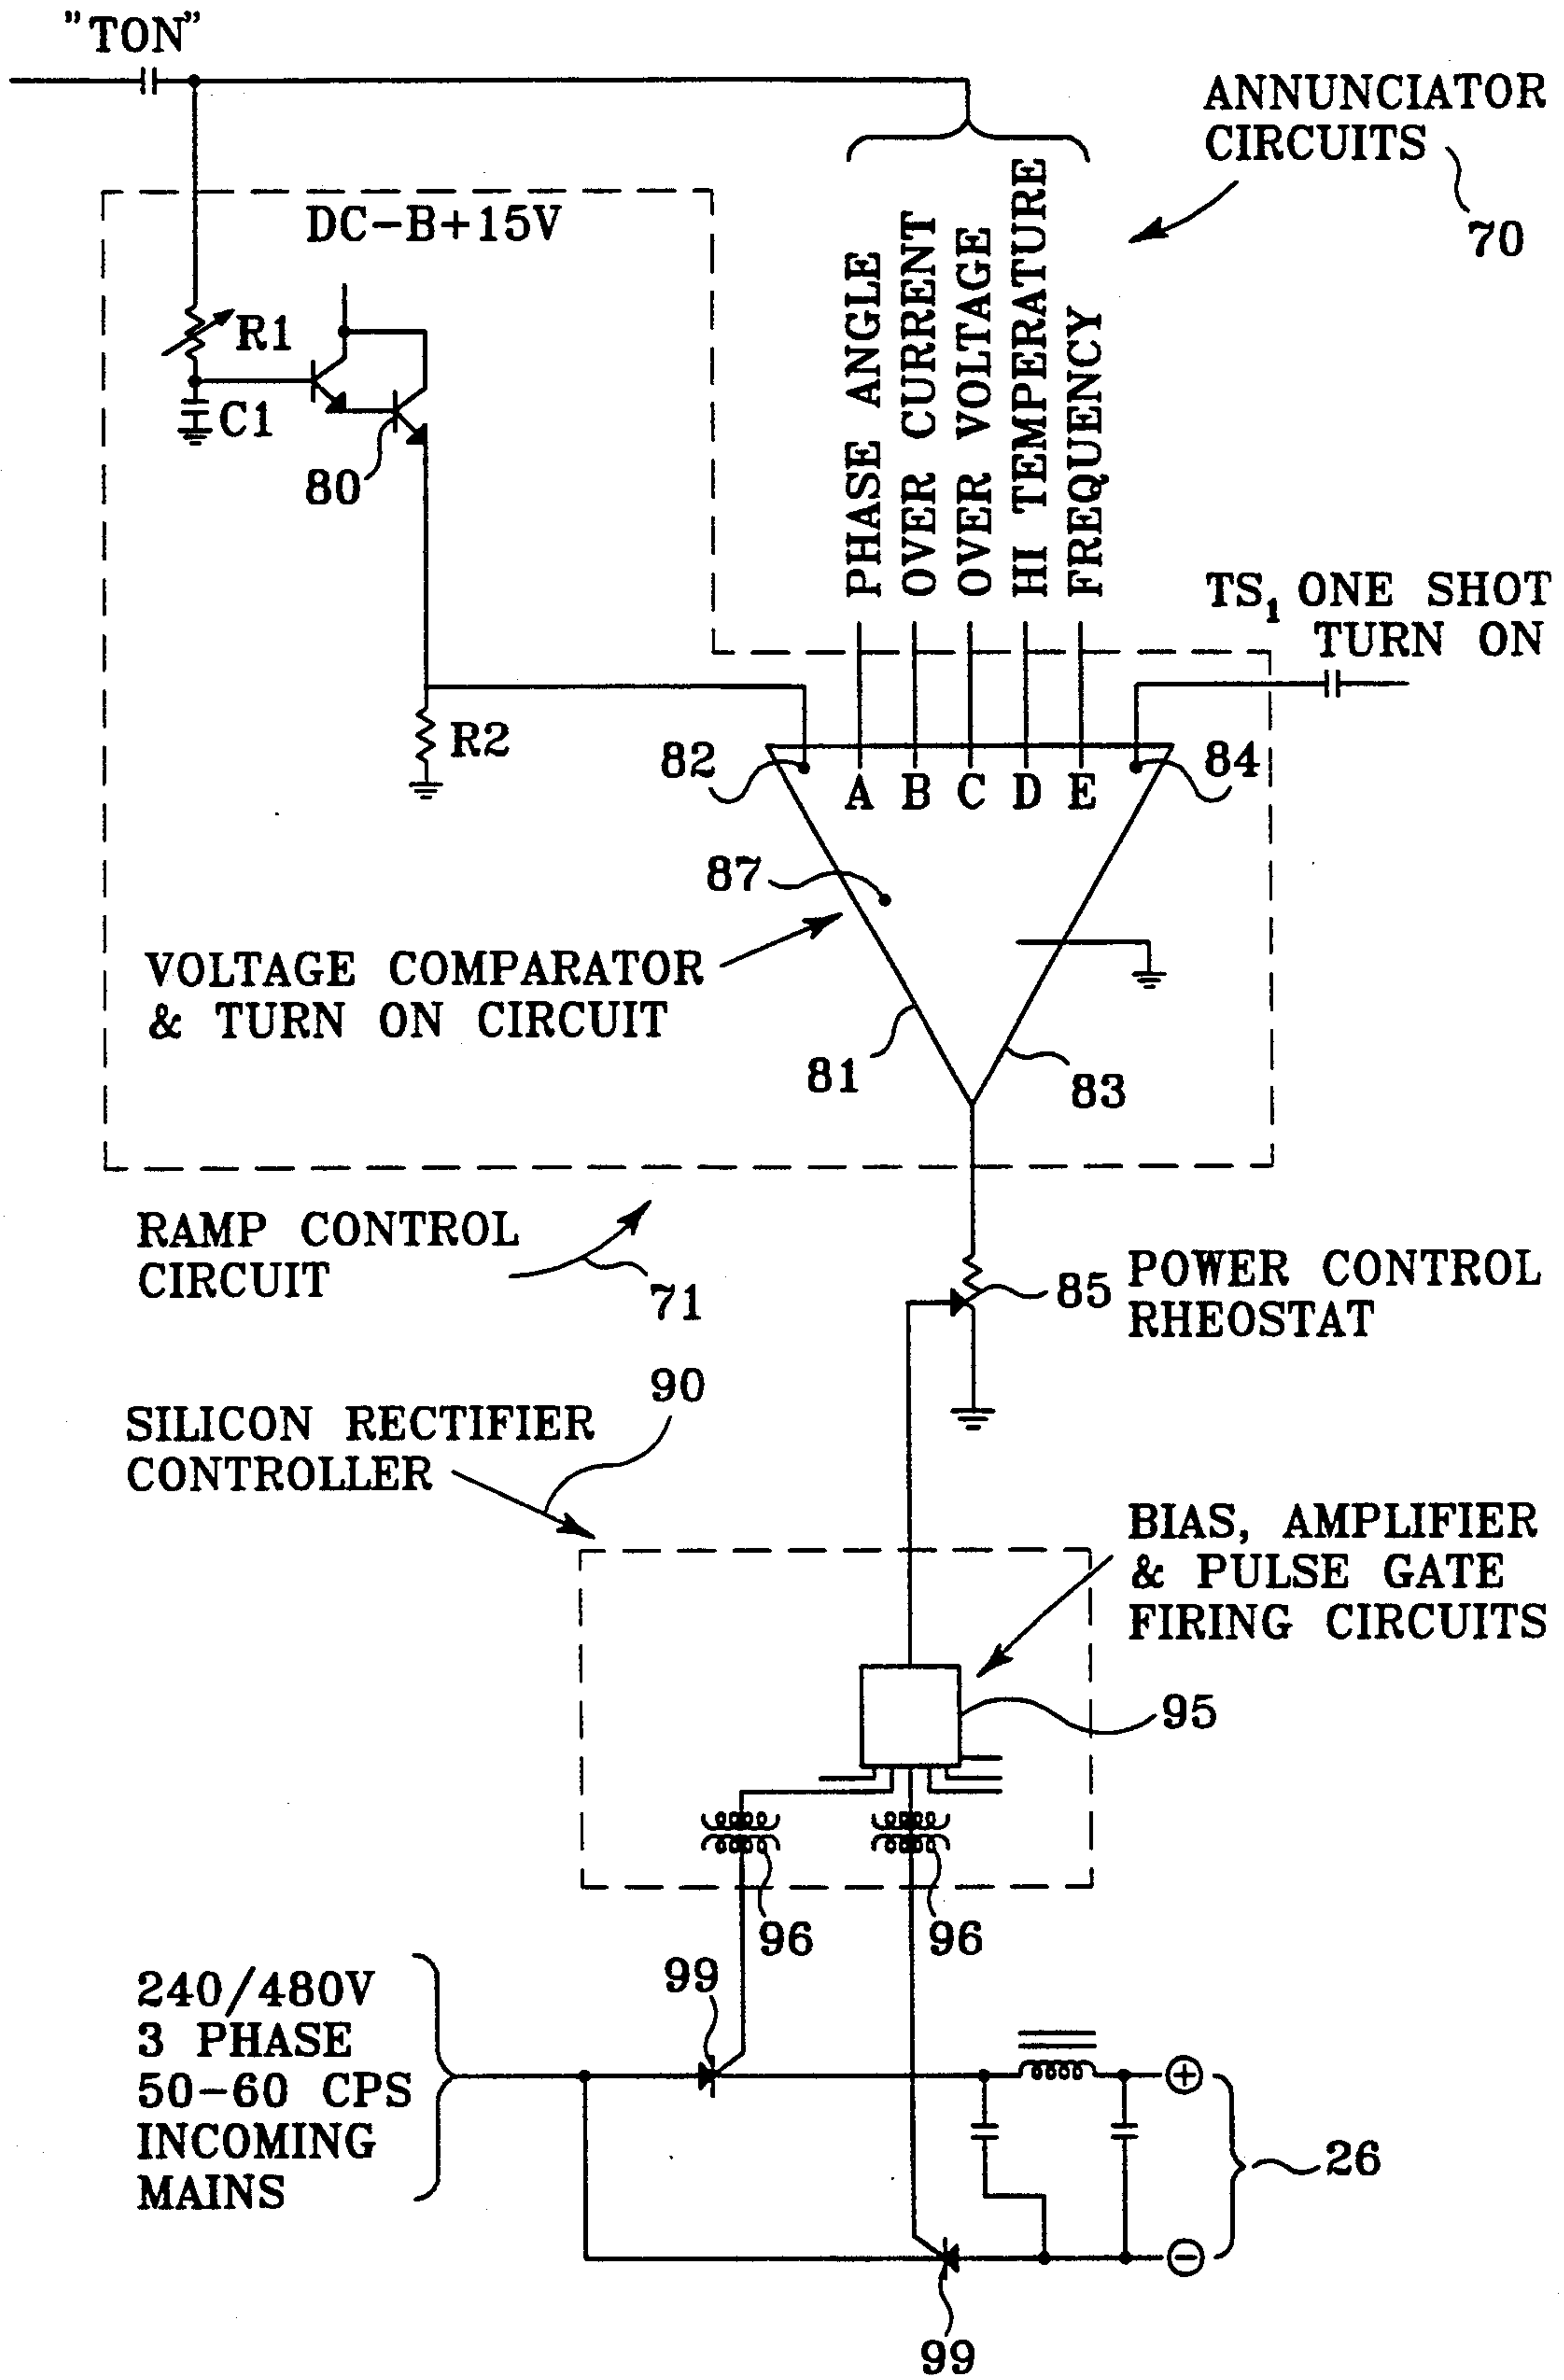 "TON"
ANNUNCIATOR
CIRCUITS
70
DC-B+15V
R1
C1
80
PHASE ANGLE
OVER CURRENT
OVER VOLTAGE
HI TEMPERATURE
FREQUENCY
TS1 ONE SHOT
TURN ON
R2
82
A B C D E
84
87
VOLTAGE COMPARATOR
& TURN ON CIRCUIT
81
83
RAMP CONTROL
CIRCUIT
71
85
POWER CONTROL
RHEOSTAT
90
SILICON RECTIFIER
CONTROLLER
BIAS, AMPLIFIER
& PULSE GATE
FIRING CIRCUITS
95
96
96
99
240/480V
3 PHASE
50-60 CPS
INCOMING
MAINS
+
26
−
99